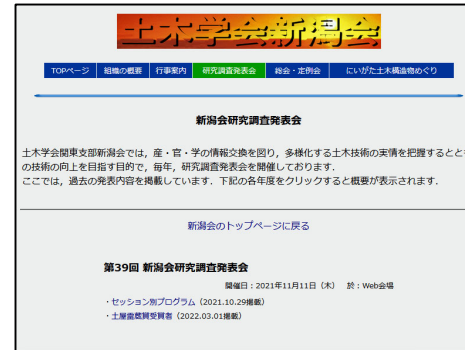 土木学会新潟会
TOPページ 組織の概要 行事案内 研究調査発表会 総会・定例会 にいがた土木構造物めぐり
新潟会研究調査発表会
土木学会関東支部新潟会では，産・官・学の情報交換を図り，多様化する土木技術の実情を把握するととも
の技術の向上を目指す目的で，毎年，研究調査発表会を開催しております．
ここでは，過去の発表内容を掲載しています．下記の各年度をクリックすると概要が表示されます．
新潟会のトップページに戻る
第39回 新潟会研究調査発表会
開催日：2021年11月11日（木） 於：Web会場
・セッション別プログラム（2021.10.29掲載）
・土屋雷蔵賞受賞者（2022.03.01掲載）